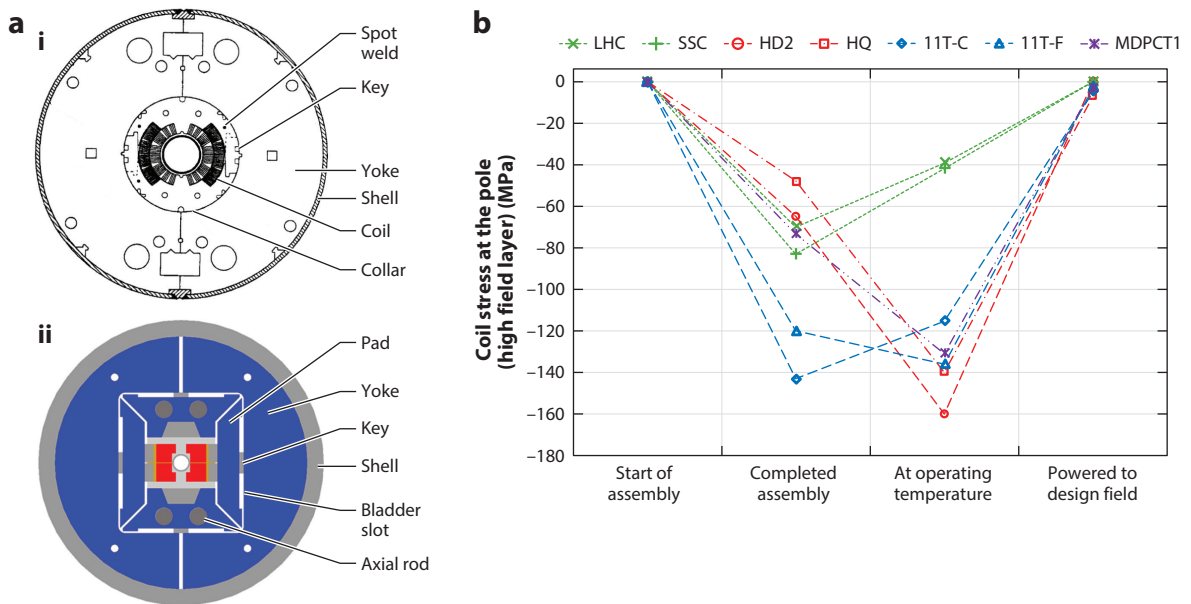 a
i
Spot
weld
Key
Yoke
Shell
Coil
Collar
ii
Pad
Yoke
Key
Shell
Bladder
slot
Axial rod
b
LHC SSC HD2 HQ 11T-C 11T-F MDPCT1
Coil stress at the pole
(high field layer) (MPa)
0
−20
−40
−60
−80
−100
−120
−140
−160
−180
Start of
assembly
Completed
assembly
At operating
temperature
Powered to
design field